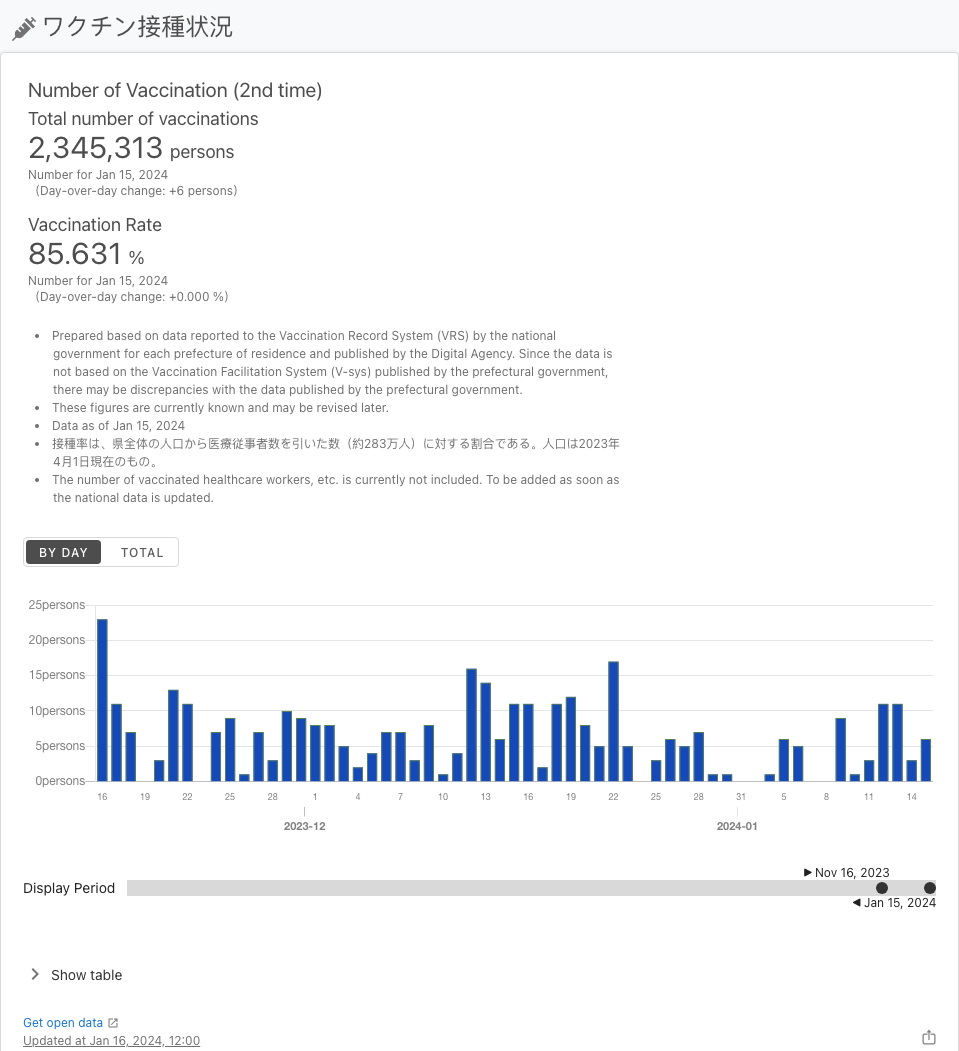 ワクチン接種状況
Number of Vaccination (2nd time)
Total number of vaccinations
2,345,313 persons
Number for Jan 15, 2024
(Day-over-day change: +6 persons)
Vaccination Rate
85.631 %
Number for Jan 15, 2024
(Day-over-day change: +0.000 %)
• Prepared based on data reported to the Vaccination Record System (VRS) by the national
government for each prefecture of residence and published by the Digital Agency. Since the data is
not based on the Vaccination Facilitation System (V-sys) published by the prefectural government,
there may be discrepancies with the data published by the prefectural government.
• These figures are currently known and may be revised later.
• Data as of Jan 15, 2024
• 接種率は、県全体の人口から医療従事者数を引いた数（約283万人）に対する割合である。人口は2023年
4月1日現在のもの。
• The number of vaccinated healthcare workers, etc. is currently not included. To be added as soon as
the national data is updated.
BY DAY TOTAL
25persons
20persons
15persons
10persons
5persons
0persons
16 19 22 25 28 1 4 7 10 13 16 19 22 25 28 31 5 8 11 14
2023-12 2024-01
Nov 16, 2023
Display Period
Jan 15, 2024
Show table
Get open data
Updated at Jan 16, 2024, 12:00